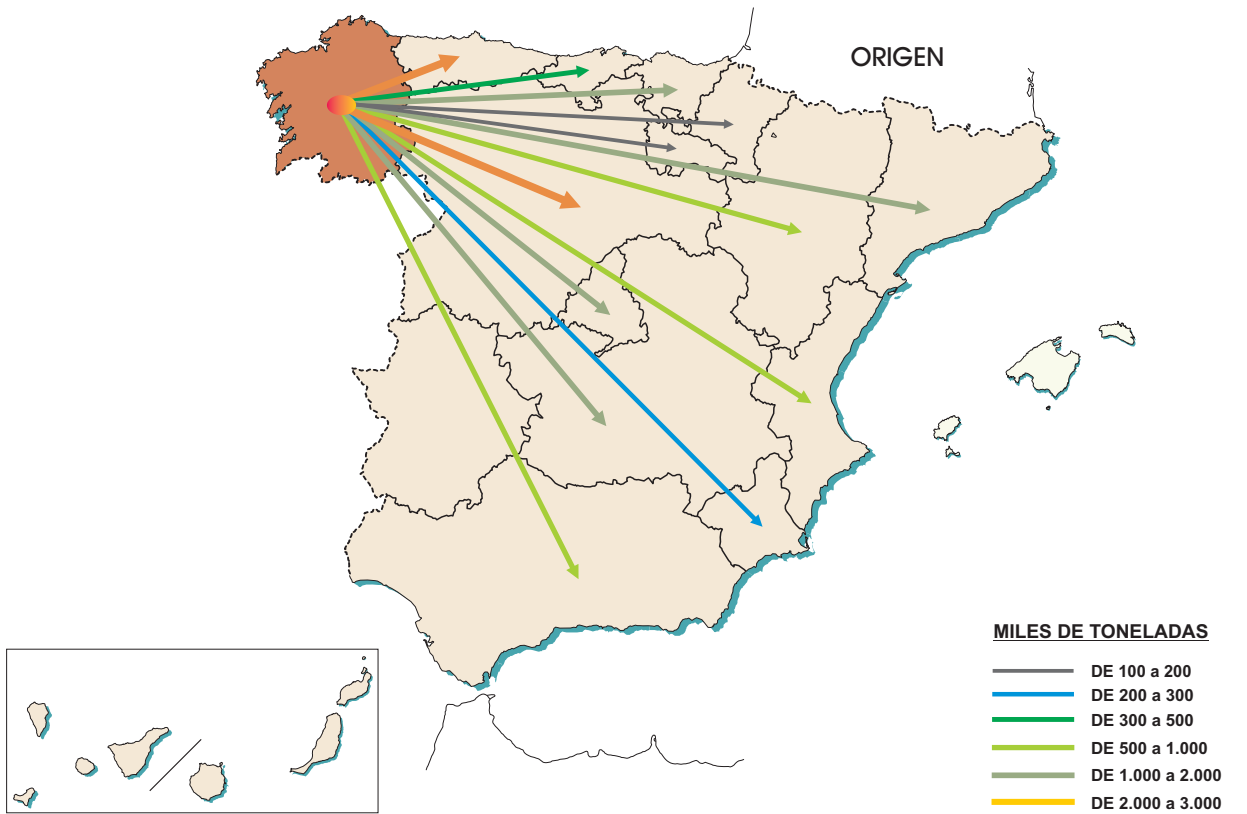 ORIGEN
MILES DE TONELADAS
DE 100 a 200
DE 200 a 300
DE 300 a 500
DE 500 a 1.000
DE 1.000 a 2.000
DE 2.000 a 3.000